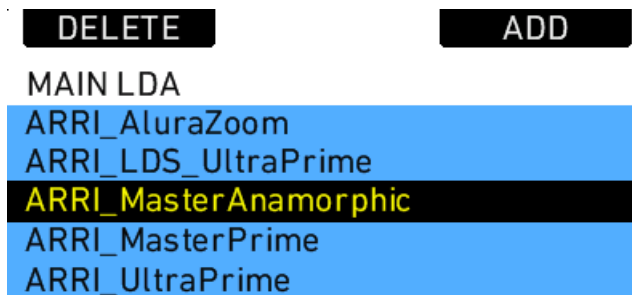 DELETE ADD
MAIN LDA
ARRI_AluraZoom
ARRI_LDS_UltraPrime
ARRI_MasterAnamorphic
ARRI_MasterPrime
ARRI_UltraPrime